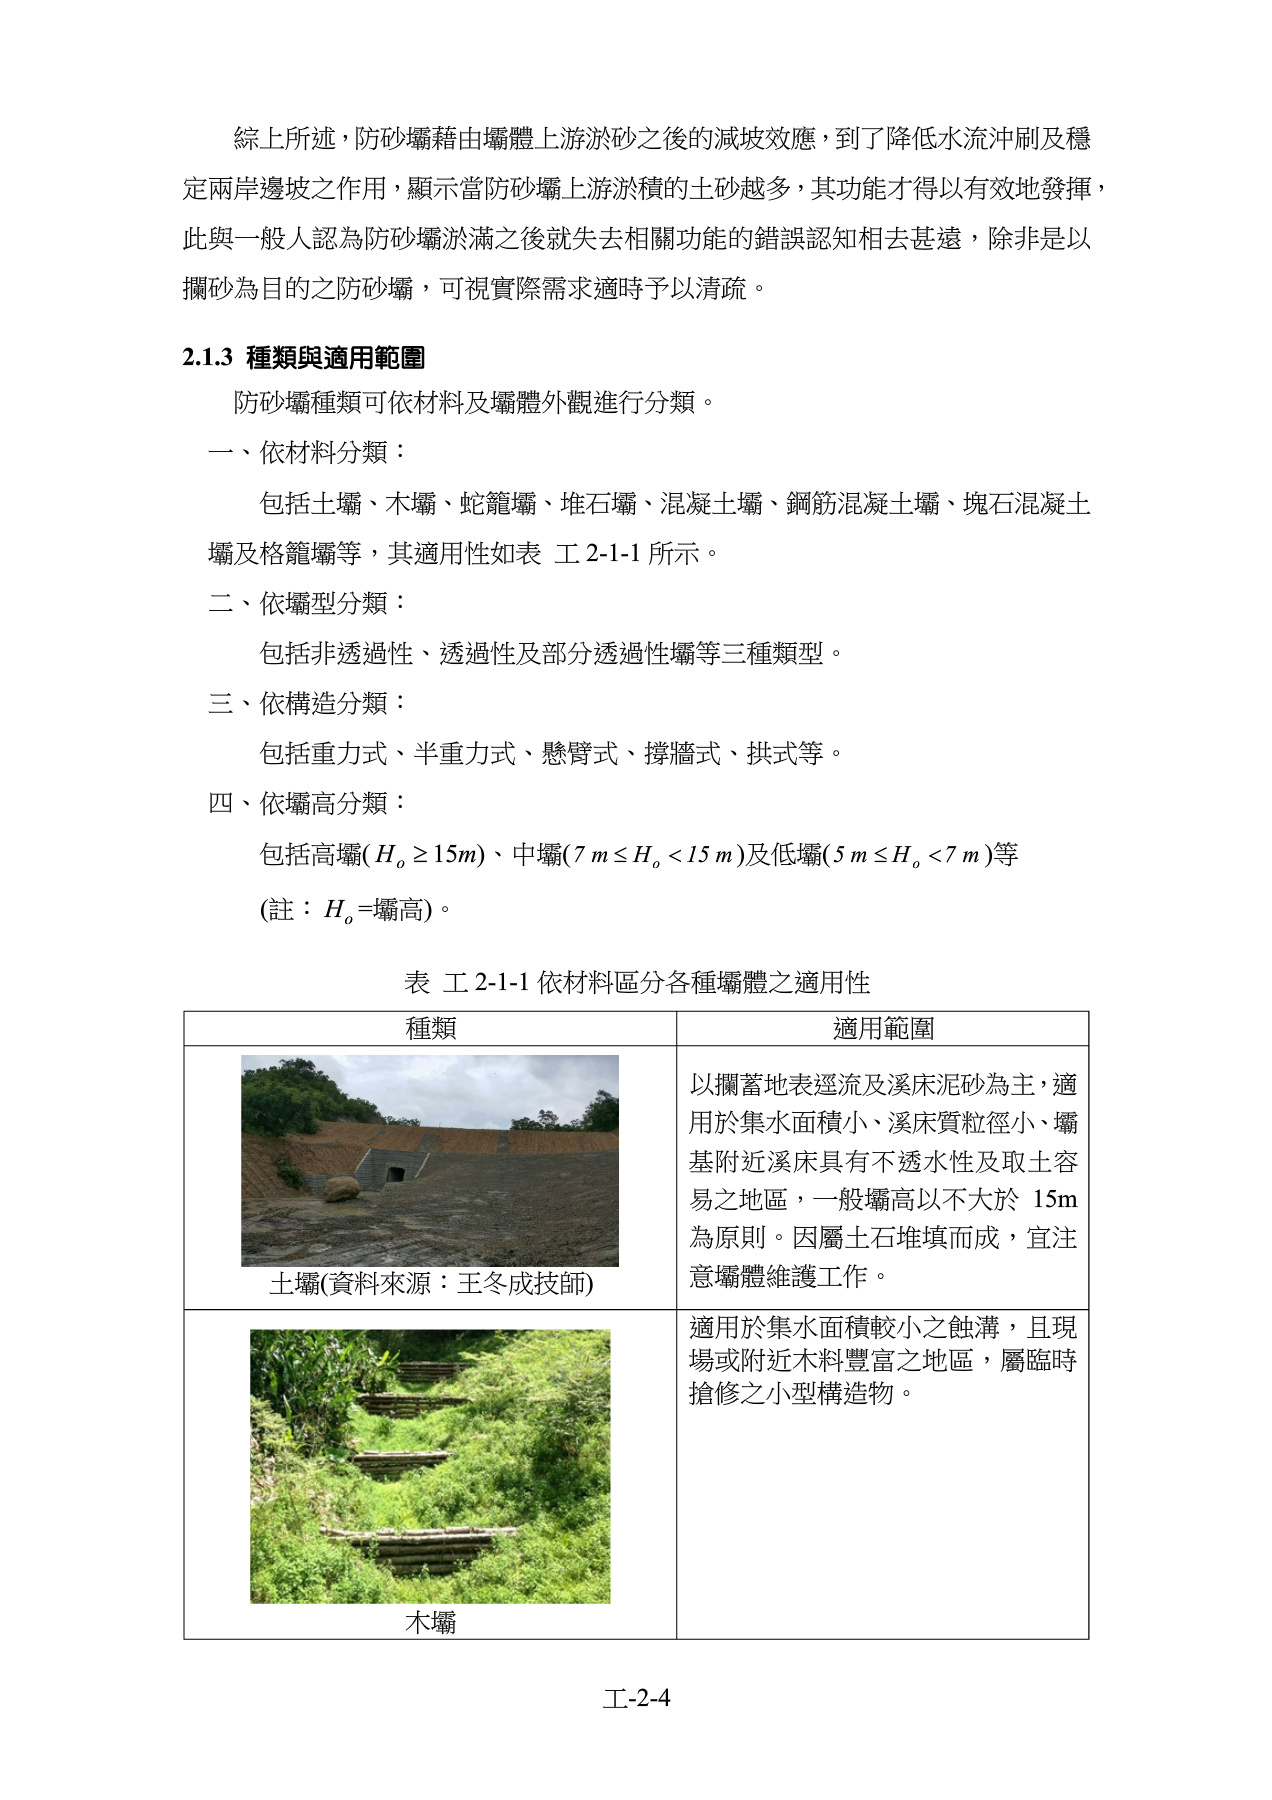 綜上所述，防砂壩藉由壩體上游淤砂之後的減坡效應，到了降低水流沖刷及穩
定兩岸邊坡之作用，顯示當防砂壩上游淤積的土砂越多，其功能才得以有效地發揮，
此與一般人認為防砂壩淤滿之後就失去相關功能的錯誤認知相去甚遠，除非是以
攔砂為目的之防砂壩，可視實際需求適時予以清疏。
2.1.3 種類與適用範圍
防砂壩種類可依材料及壩體外觀進行分類。
一、依材料分類：
包括土壩、木壩、蛇籠壩、堆石壩、混凝土壩、鋼筋混凝土壩、塊石混凝土
壩及格籠壩等，其適用性如表 工 2-1-1 所示。
二、依壩型分類：
包括非透過性、透過性及部分透過性壩等三種類型。
三、依構造分類：
包括重力式、半重力式、懸臂式、撐牆式、拱式等。
四、依壩高分類：
包括高壩( H_o ≥ 15m)、中壩(7 m ≤ H_o < 15 m )及低壩(5 m ≤ H_o < 7 m )等
(註： H_o =壩高)。
表 工 2-1-1 依材料區分各種壩體之適用性
種類
適用範圍
土壩(資料來源：王冬成技師)
以攔蓄地表逕流及溪床泥砂為主，適
用於集水面積小、溪床質粒徑小、壩
基附近溪床具有不透水性及取土容
易之地區，一般壩高以不大於 15m
為原則。因屬土石堆填而成，宜注
意壩體維護工作。
木壩
適用於集水面積較小之蝕溝，且現
場或附近木料豐富之地區，屬臨時
搶修之小型構造物。
工-2-4